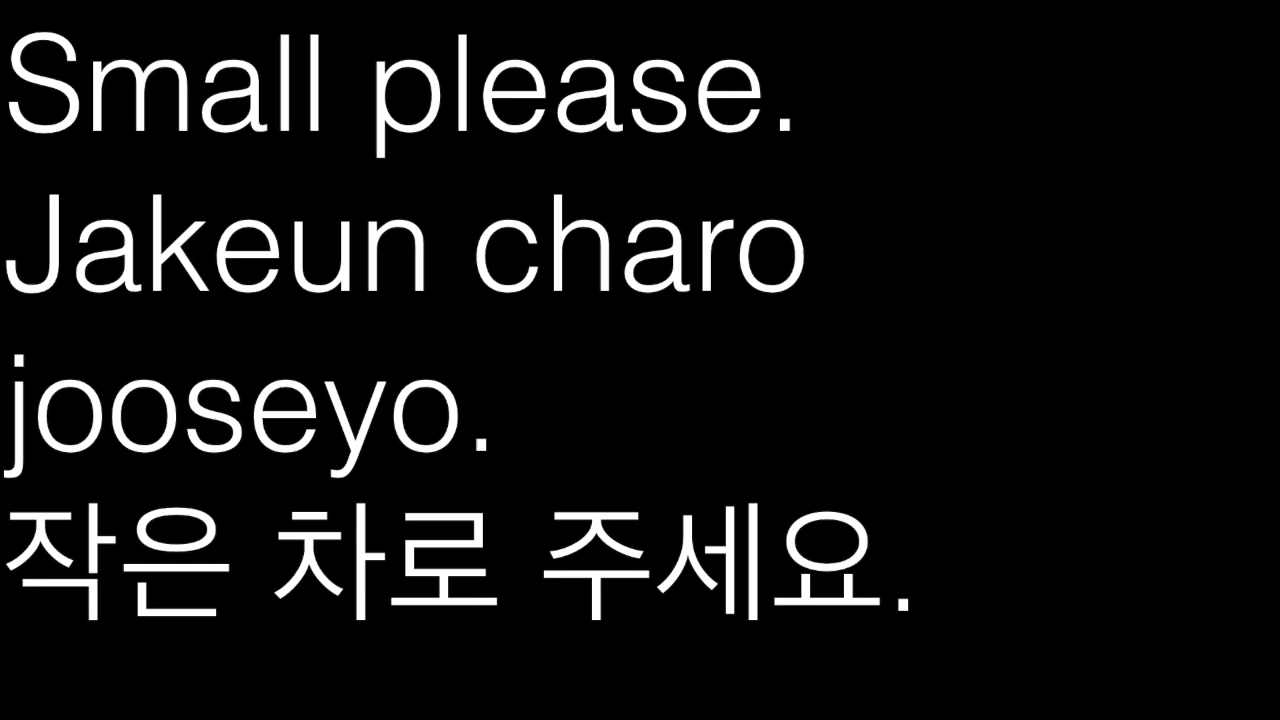 Small please.
Jakeun charo
jooseyo.
작은 차로 주세요.